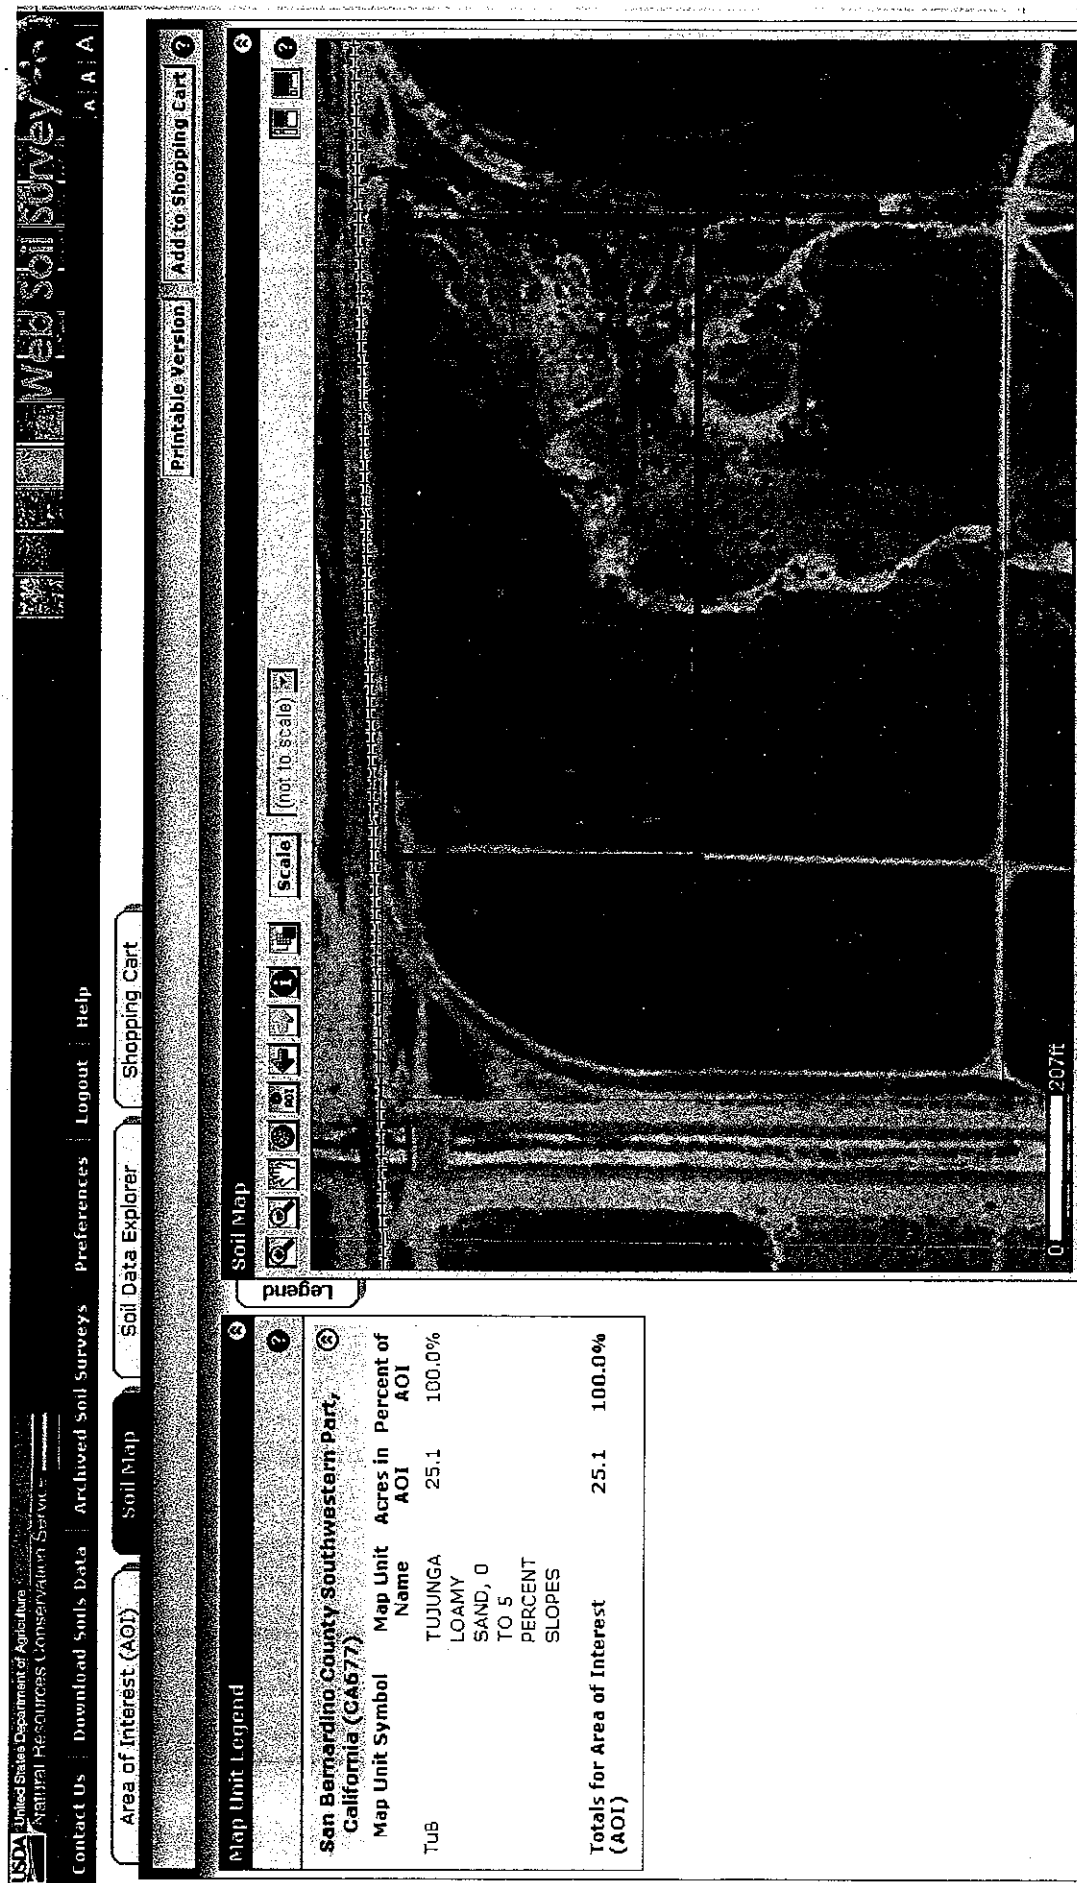 USDA United States Department of Agriculture
Natural Resources Conservation Service
Web Soil Survey
Contact Us | Download Soils Data | Archived Soil Surveys | Preferences | Logout | Help
A | A | A
Area of Interest (AOI)
Soil Map
Soil Data Explorer
Shopping Cart
Printable Version
Add to Shopping Cart
?
Map Unit Legend
?
San Bernardino County Southwestern Part,
California (CA677)
Map Unit Symbol Map Unit Name Acres in AOI Percent of AOI
TuB TUJUNGA 25.1 100.0%
LOAMY
SAND, 0
TO 5
PERCENT
SLOPES
Totals for Area of Interest 25.1 100.0%
(AOI)
Legend
Soil Map
AOI
i
Scale
(not to scale)
?
0 207ft